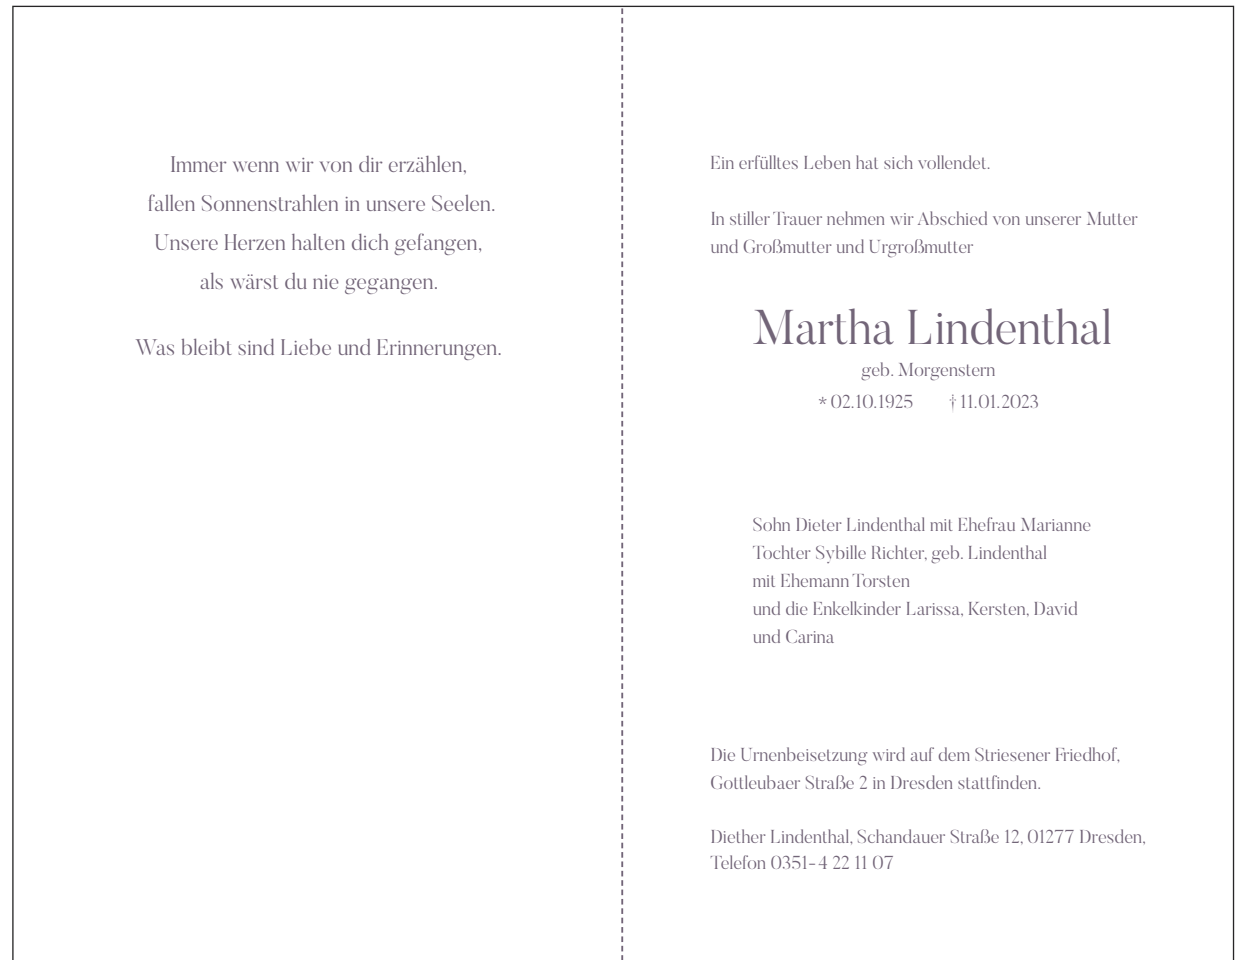 Immer wenn wir von dir erzählen,
fallen Sonnenstrahlen in unsere Seelen.
Unsere Herzen halten dich gefangen,
als wärst du nie gegangen.
Was bleibt sind Liebe und Erinnerungen.
Ein erfülltes Leben hat sich vollendet.
In stiller Trauer nehmen wir Abschied von unserer Mutter
und Großmutter und Urgroßmutter
Martha Lindenthal
geb. Morgenstern
* 02.10.1925 † 11.01.2023
Sohn Dieter Lindenthal mit Ehefrau Marianne
Tochter Sybille Richter, geb. Lindenthal
mit Ehemann Torsten
und die Enkelkinder Larissa, Kersten, David
und Carina
Die Urnenbeisetzung wird auf dem Striesener Friedhof,
Gottleubaer Straße 2 in Dresden stattfinden.
Diether Lindenthal, Schandauer Straße 12, 01277 Dresden,
Telefon 0351- 4 22 11 07